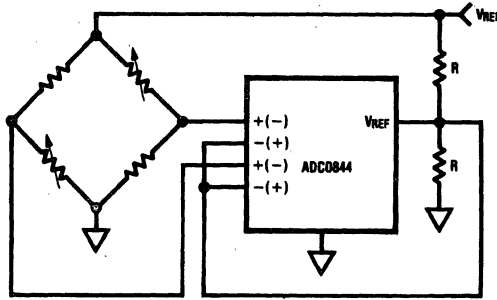 VREF
R
+(−)
−(+)
+(−)
−(+)
VREF
ADC0844
R